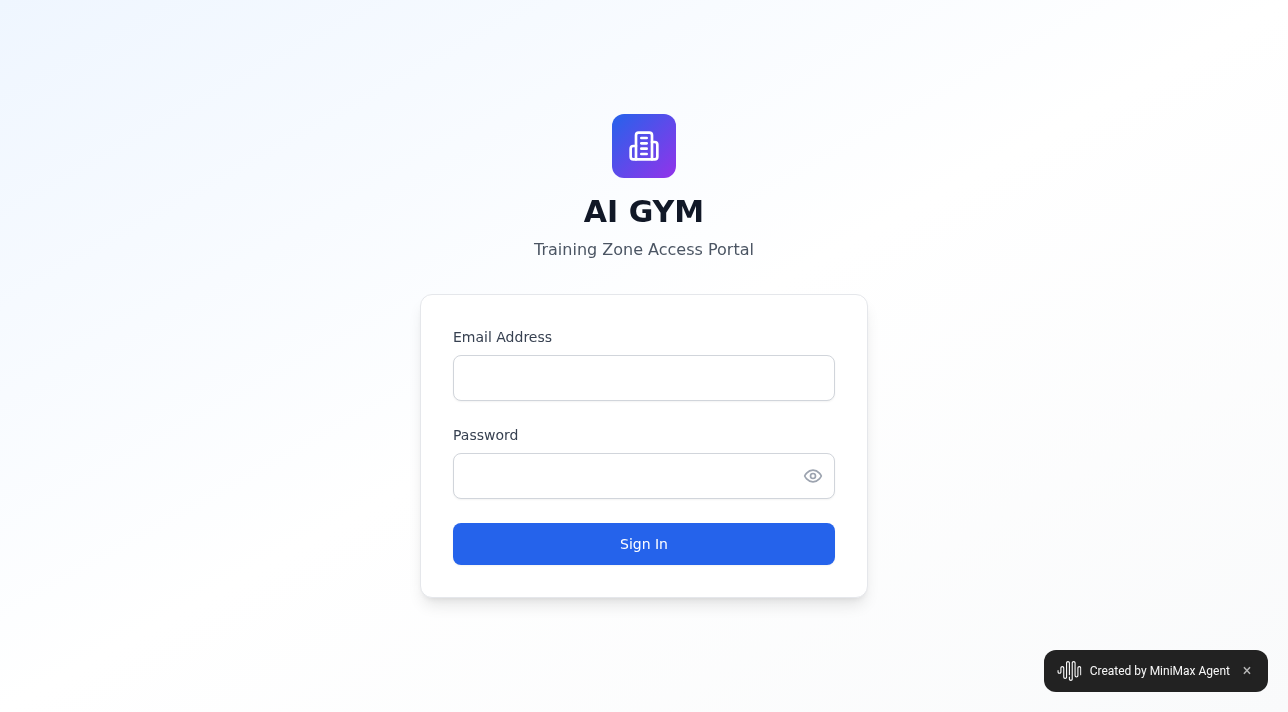 AI GYM
Training Zone Access Portal
Email Address
Password
Sign In
Created by MiniMax Agent ×